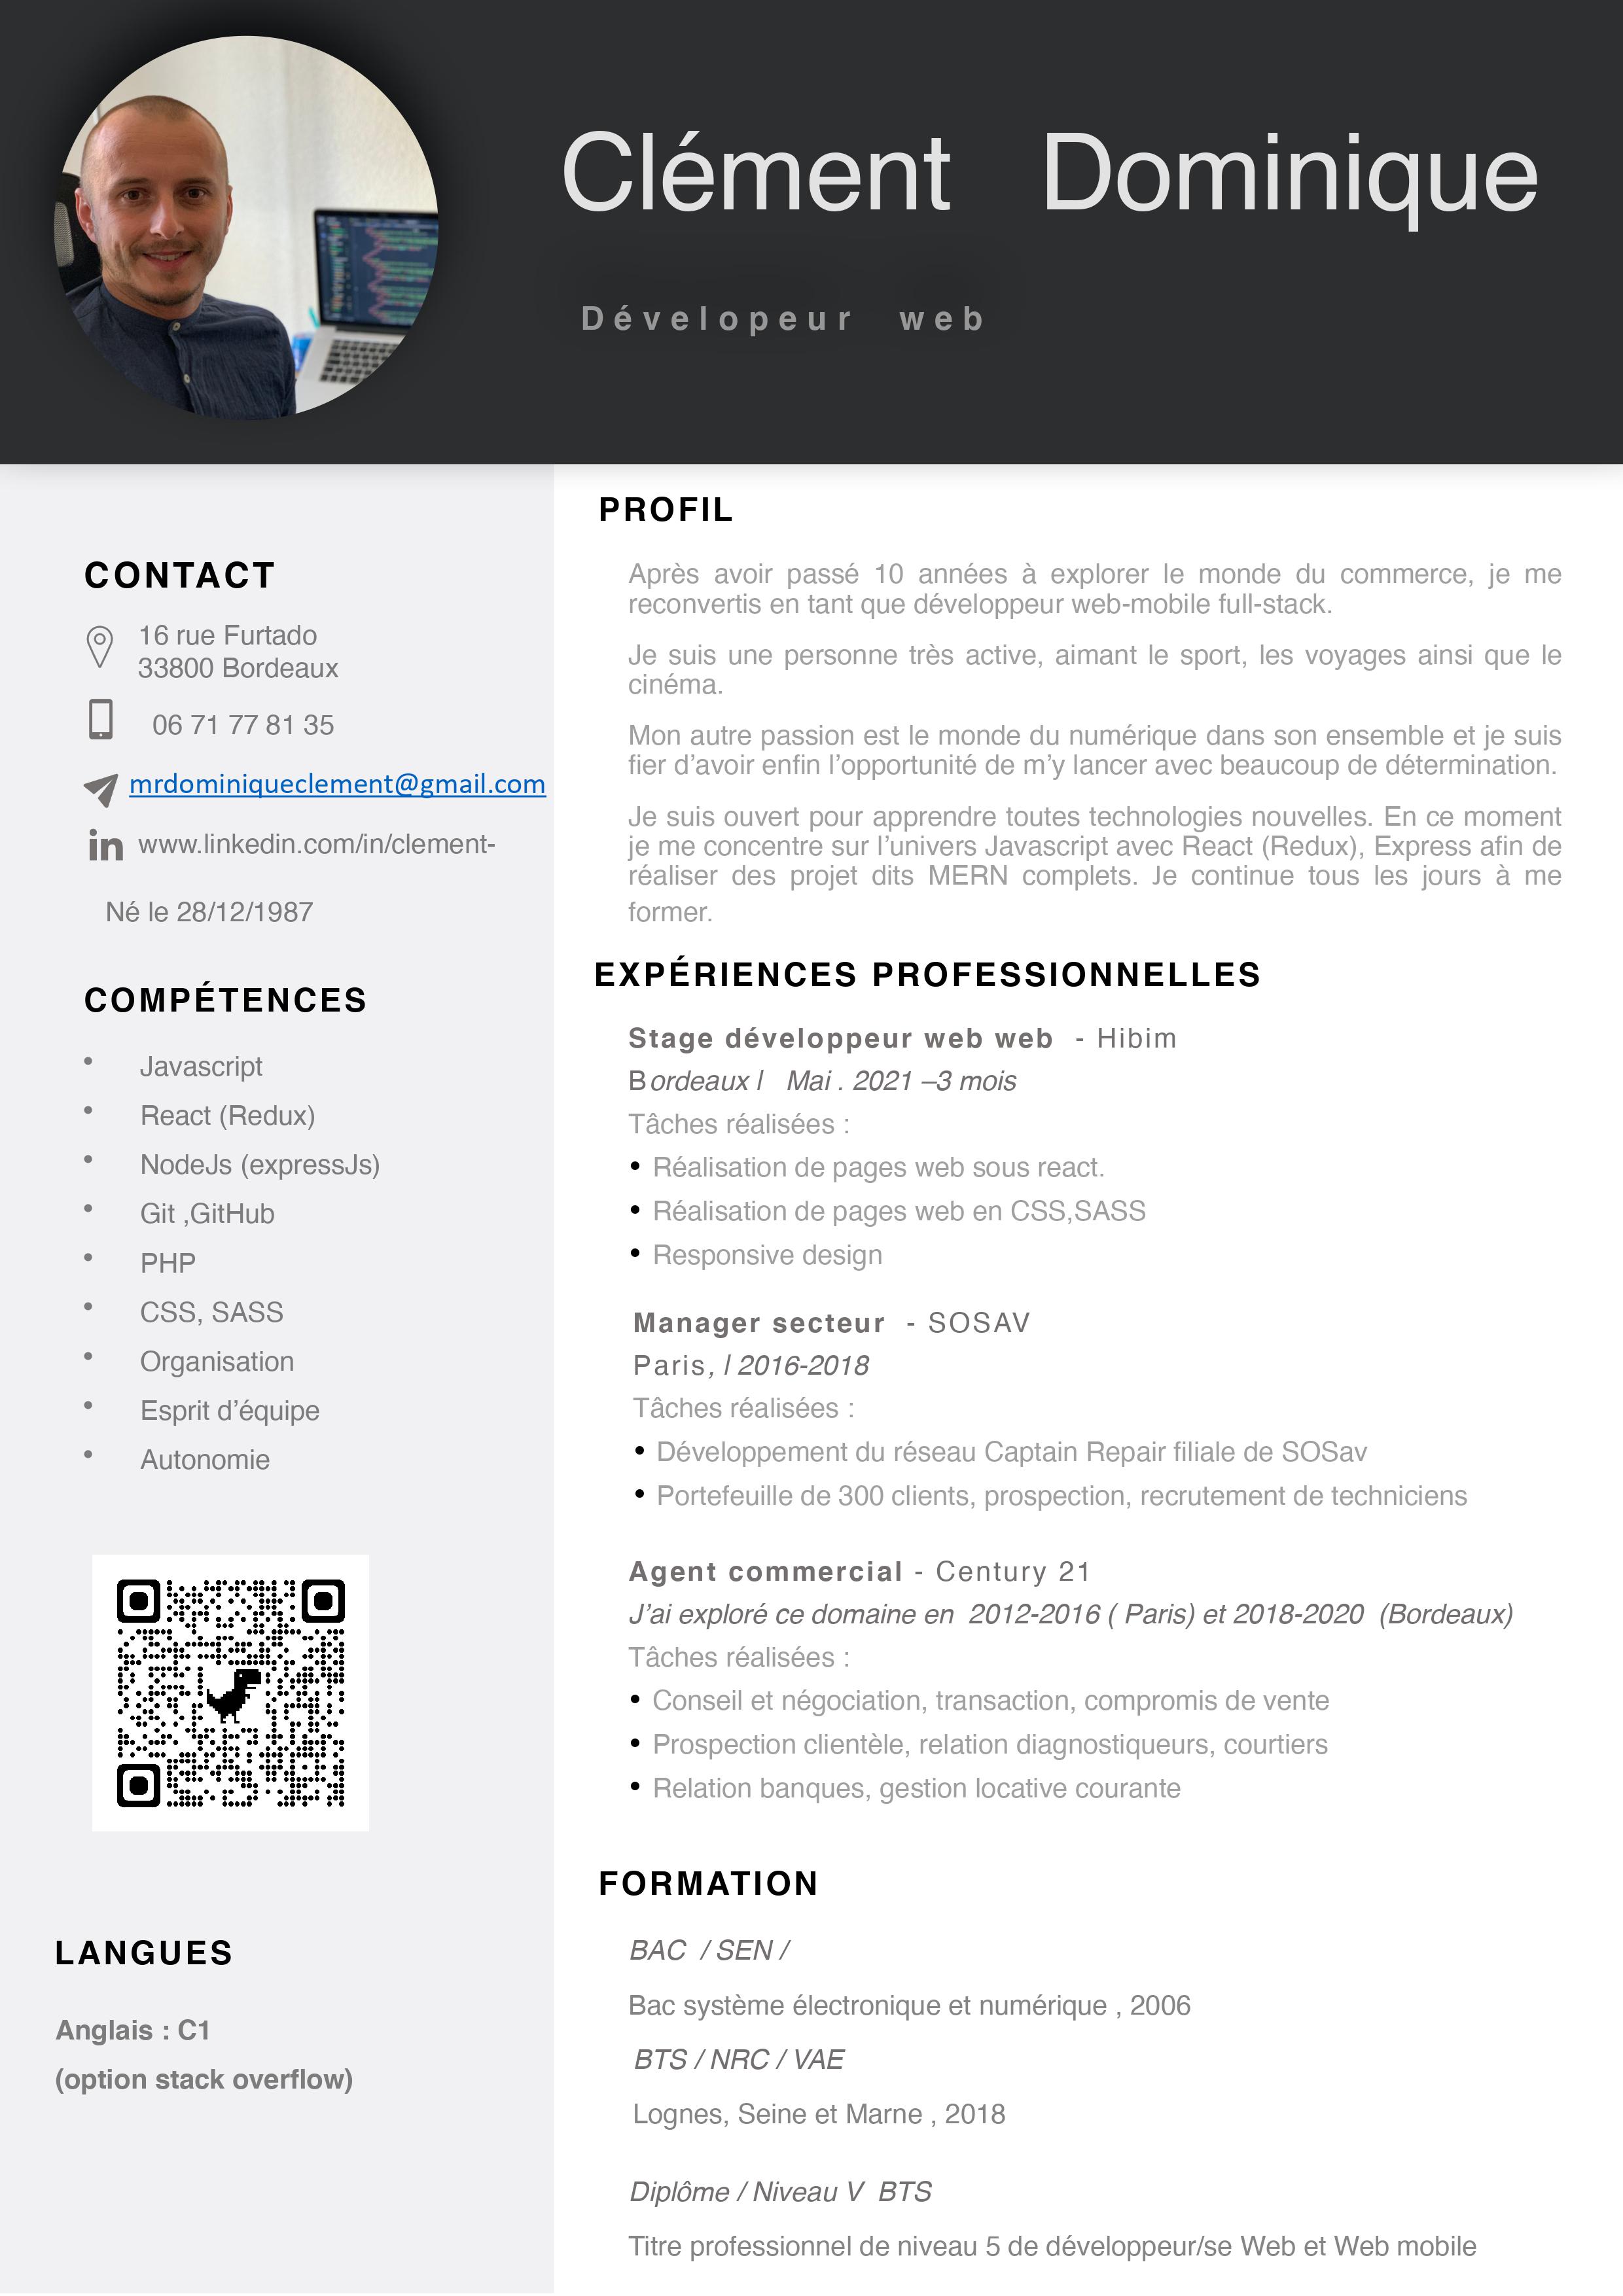 Clément Dominique
Dévelopeur web
CONTACT
16 rue Furtado
33800 Bordeaux
06 71 77 81 35
mrdominiqueclement@gmail.com
in www.linkedin.com/in/clement-
Né le 28/12/1987
COMPÉTENCES
• Javascript
• React (Redux)
• NodeJs (expressJs)
• Git ,GitHub
• PHP
• CSS, SASS
• Organisation
• Esprit d’équipe
• Autonomie
LANGUES
Anglais : C1
(option stack overflow)
PROFIL
Après avoir passé 10 années à explorer le monde du commerce, je me
reconvertis en tant que développeur web-mobile full-stack.
Je suis une personne très active, aimant le sport, les voyages ainsi que le
cinéma.
Mon autre passion est le monde du numérique dans son ensemble et je suis
fier d’avoir enfin l’opportunité de m’y lancer avec beaucoup de détermination.
Je suis ouvert pour apprendre toutes technologies nouvelles. En ce moment
je me concentre sur l’univers Javascript avec React (Redux), Express afin de
réaliser des projet dits MERN complets. Je continue tous les jours à me
former.
EXPÉRIENCES PROFESSIONNELLES
Stage développeur web web - Hibim
Bordeaux l Mai . 2021 –3 mois
Tâches réalisées :
• Réalisation de pages web sous react.
• Réalisation de pages web en CSS,SASS
• Responsive design
Manager secteur - SOSAV
Paris, l 2016-2018
Tâches réalisées :
• Développement du réseau Captain Repair filiale de SOSav
• Portefeuille de 300 clients, prospection, recrutement de techniciens
Agent commercial - Century 21
J’ai exploré ce domaine en 2012-2016 ( Paris) et 2018-2020 (Bordeaux)
Tâches réalisées :
• Conseil et négociation, transaction, compromis de vente
• Prospection clientèle, relation diagnostiqueurs, courtiers
• Relation banques, gestion locative courante
FORMATION
BAC / SEN /
Bac système électronique et numérique , 2006
BTS / NRC / VAE
Lognes, Seine et Marne , 2018
Diplôme / Niveau V BTS
Titre professionnel de niveau 5 de développeur/se Web et Web mobile